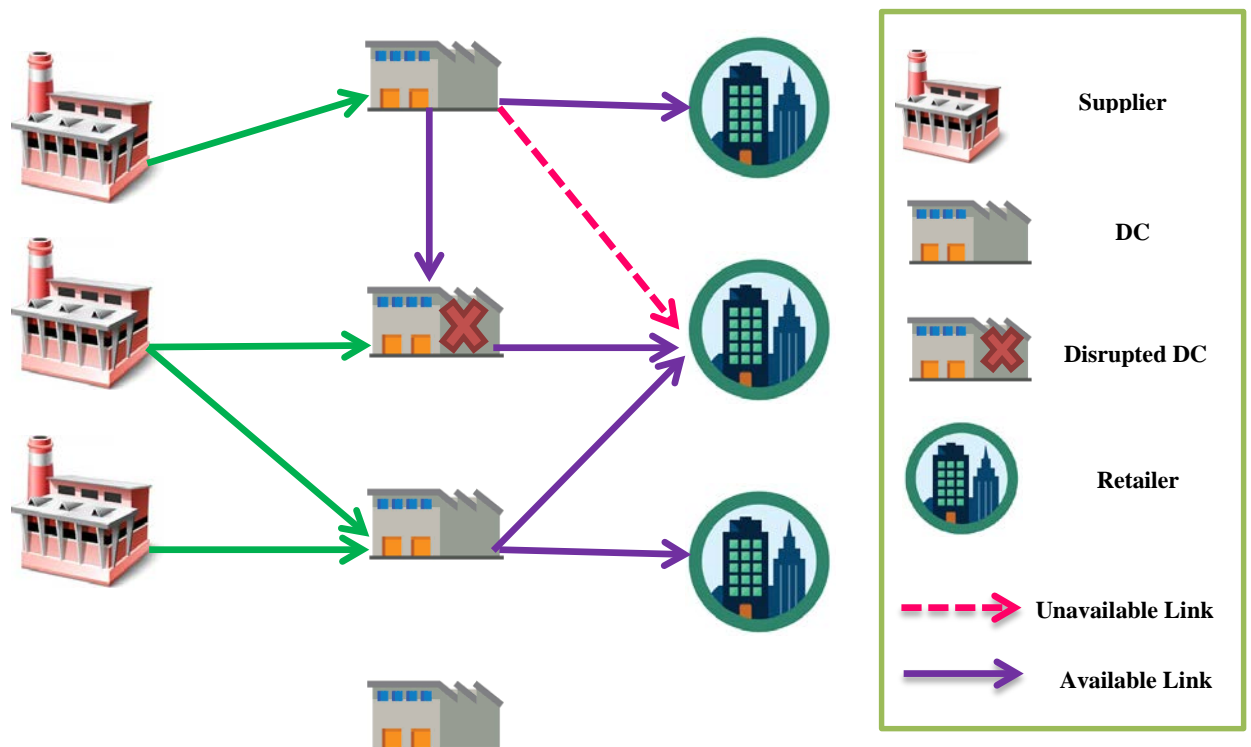 Supplier
DC
Disrupted DC
Retailer
Unavailable Link
Available Link